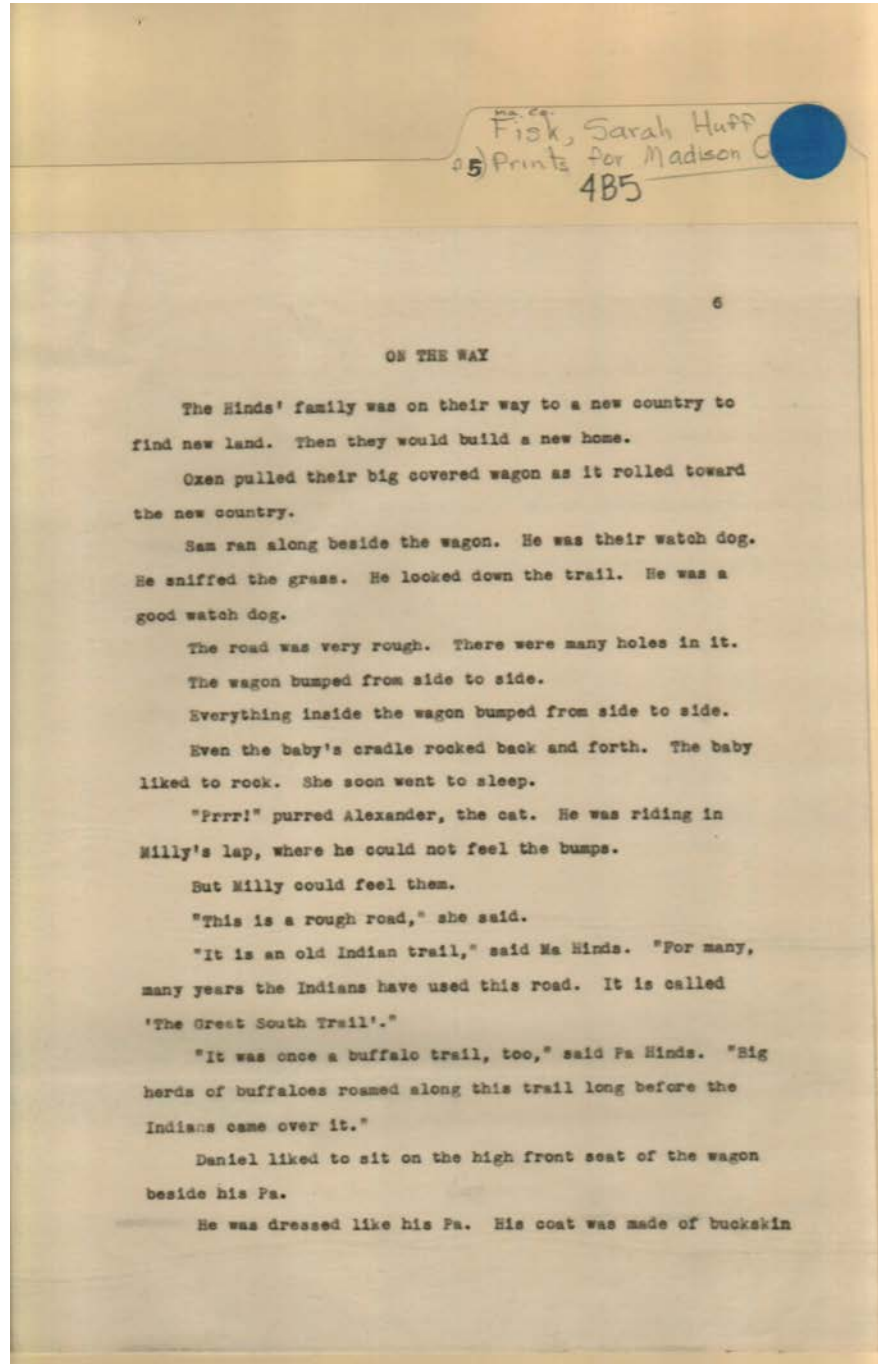 Ma. Co.
Fisk, Sarah Huff
5) Prints for Madison
4B5
6
ON THE WAY
The Hinds' family was on their way to a new country to
find new land. Then they would build a new home.
Oxen pulled their big covered wagon as it rolled toward
the new country.
Sam ran along beside the wagon. He was their watch dog.
He sniffed the grass. He looked down the trail. He was a
good watch dog.
The road was very rough. There were many holes in it.
The wagon bumped from side to side.
Everything inside the wagon bumped from side to side.
Even the baby's cradle rocked back and forth. The baby
liked to rock. She soon went to sleep.
"Prrr!" purred Alexander, the cat. He was riding in
Milly's lap, where he could not feel the bumps.
But Milly could feel them.
"This is a rough road," she said.
"It is an old Indian trail," said Ma Hinds. "For many,
many years the Indians have used this road. It is called
'The Great South Trail'."
"It was once a buffalo trail, too," said Pa Hinds. "Big
herds of buffaloes roamed along this trail long before the
Indians came over it."
Daniel liked to sit on the high front seat of the wagon
beside his Pa.
He was dressed like his Pa. His coat was made of buckskin